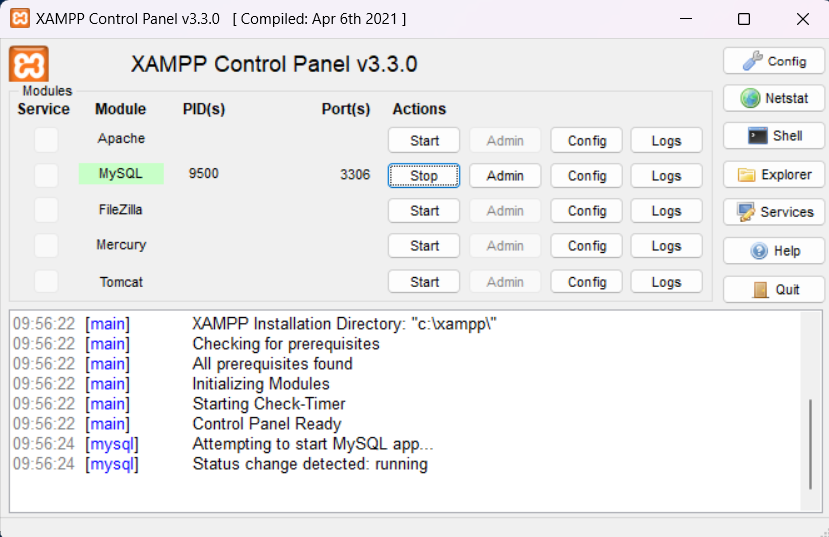 XAMPP Control Panel v3.3.0 [ Compiled: Apr 6th 2021 ]
XAMPP Control Panel v3.3.0
Config
Modules
Service Module PID(s) Port(s) Actions
Netstat
Apache Start Admin Config Logs
Shell
MySQL 9500 3306 Stop Admin Config Logs
Explorer
FileZilla Start Admin Config Logs
Services
Mercury Start Admin Config Logs
Help
Tomcat Start Admin Config Logs
Quit
09:56:22 [main] XAMPP Installation Directory: "c:\xampp\"
09:56:22 [main] Checking for prerequisites
09:56:22 [main] All prerequisites found
09:56:22 [main] Initializing Modules
09:56:22 [main] Starting Check-Timer
09:56:22 [main] Control Panel Ready
09:56:24 [mysql] Attempting to start MySQL app...
09:56:24 [mysql] Status change detected: running